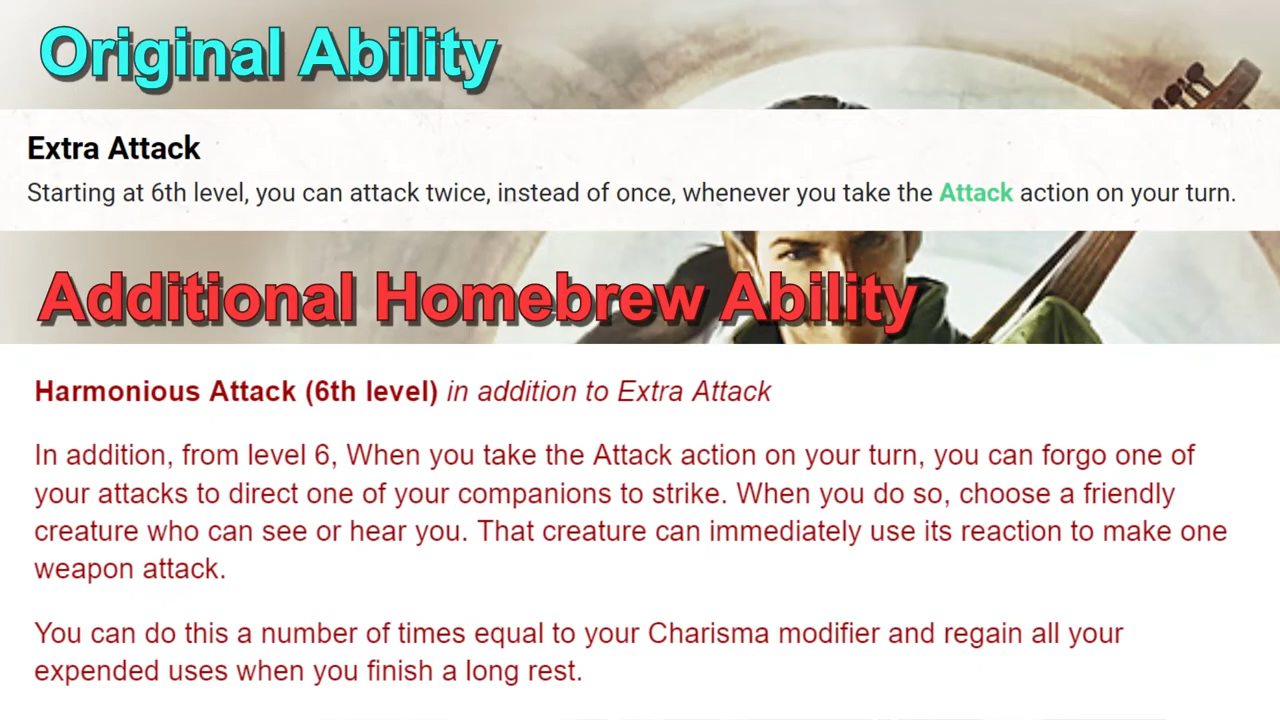 Original Ability
Extra Attack
Starting at 6th level, you can attack twice, instead of once, whenever you take the Attack action on your turn.
Additional Homebrew Ability
Harmonious Attack (6th level) in addition to Extra Attack
In addition, from level 6, When you take the Attack action on your turn, you can forgo one of
your attacks to direct one of your companions to strike. When you do so, choose a friendly
creature who can see or hear you. That creature can immediately use its reaction to make one
weapon attack.
You can do this a number of times equal to your Charisma modifier and regain all your
expended uses when you finish a long rest.